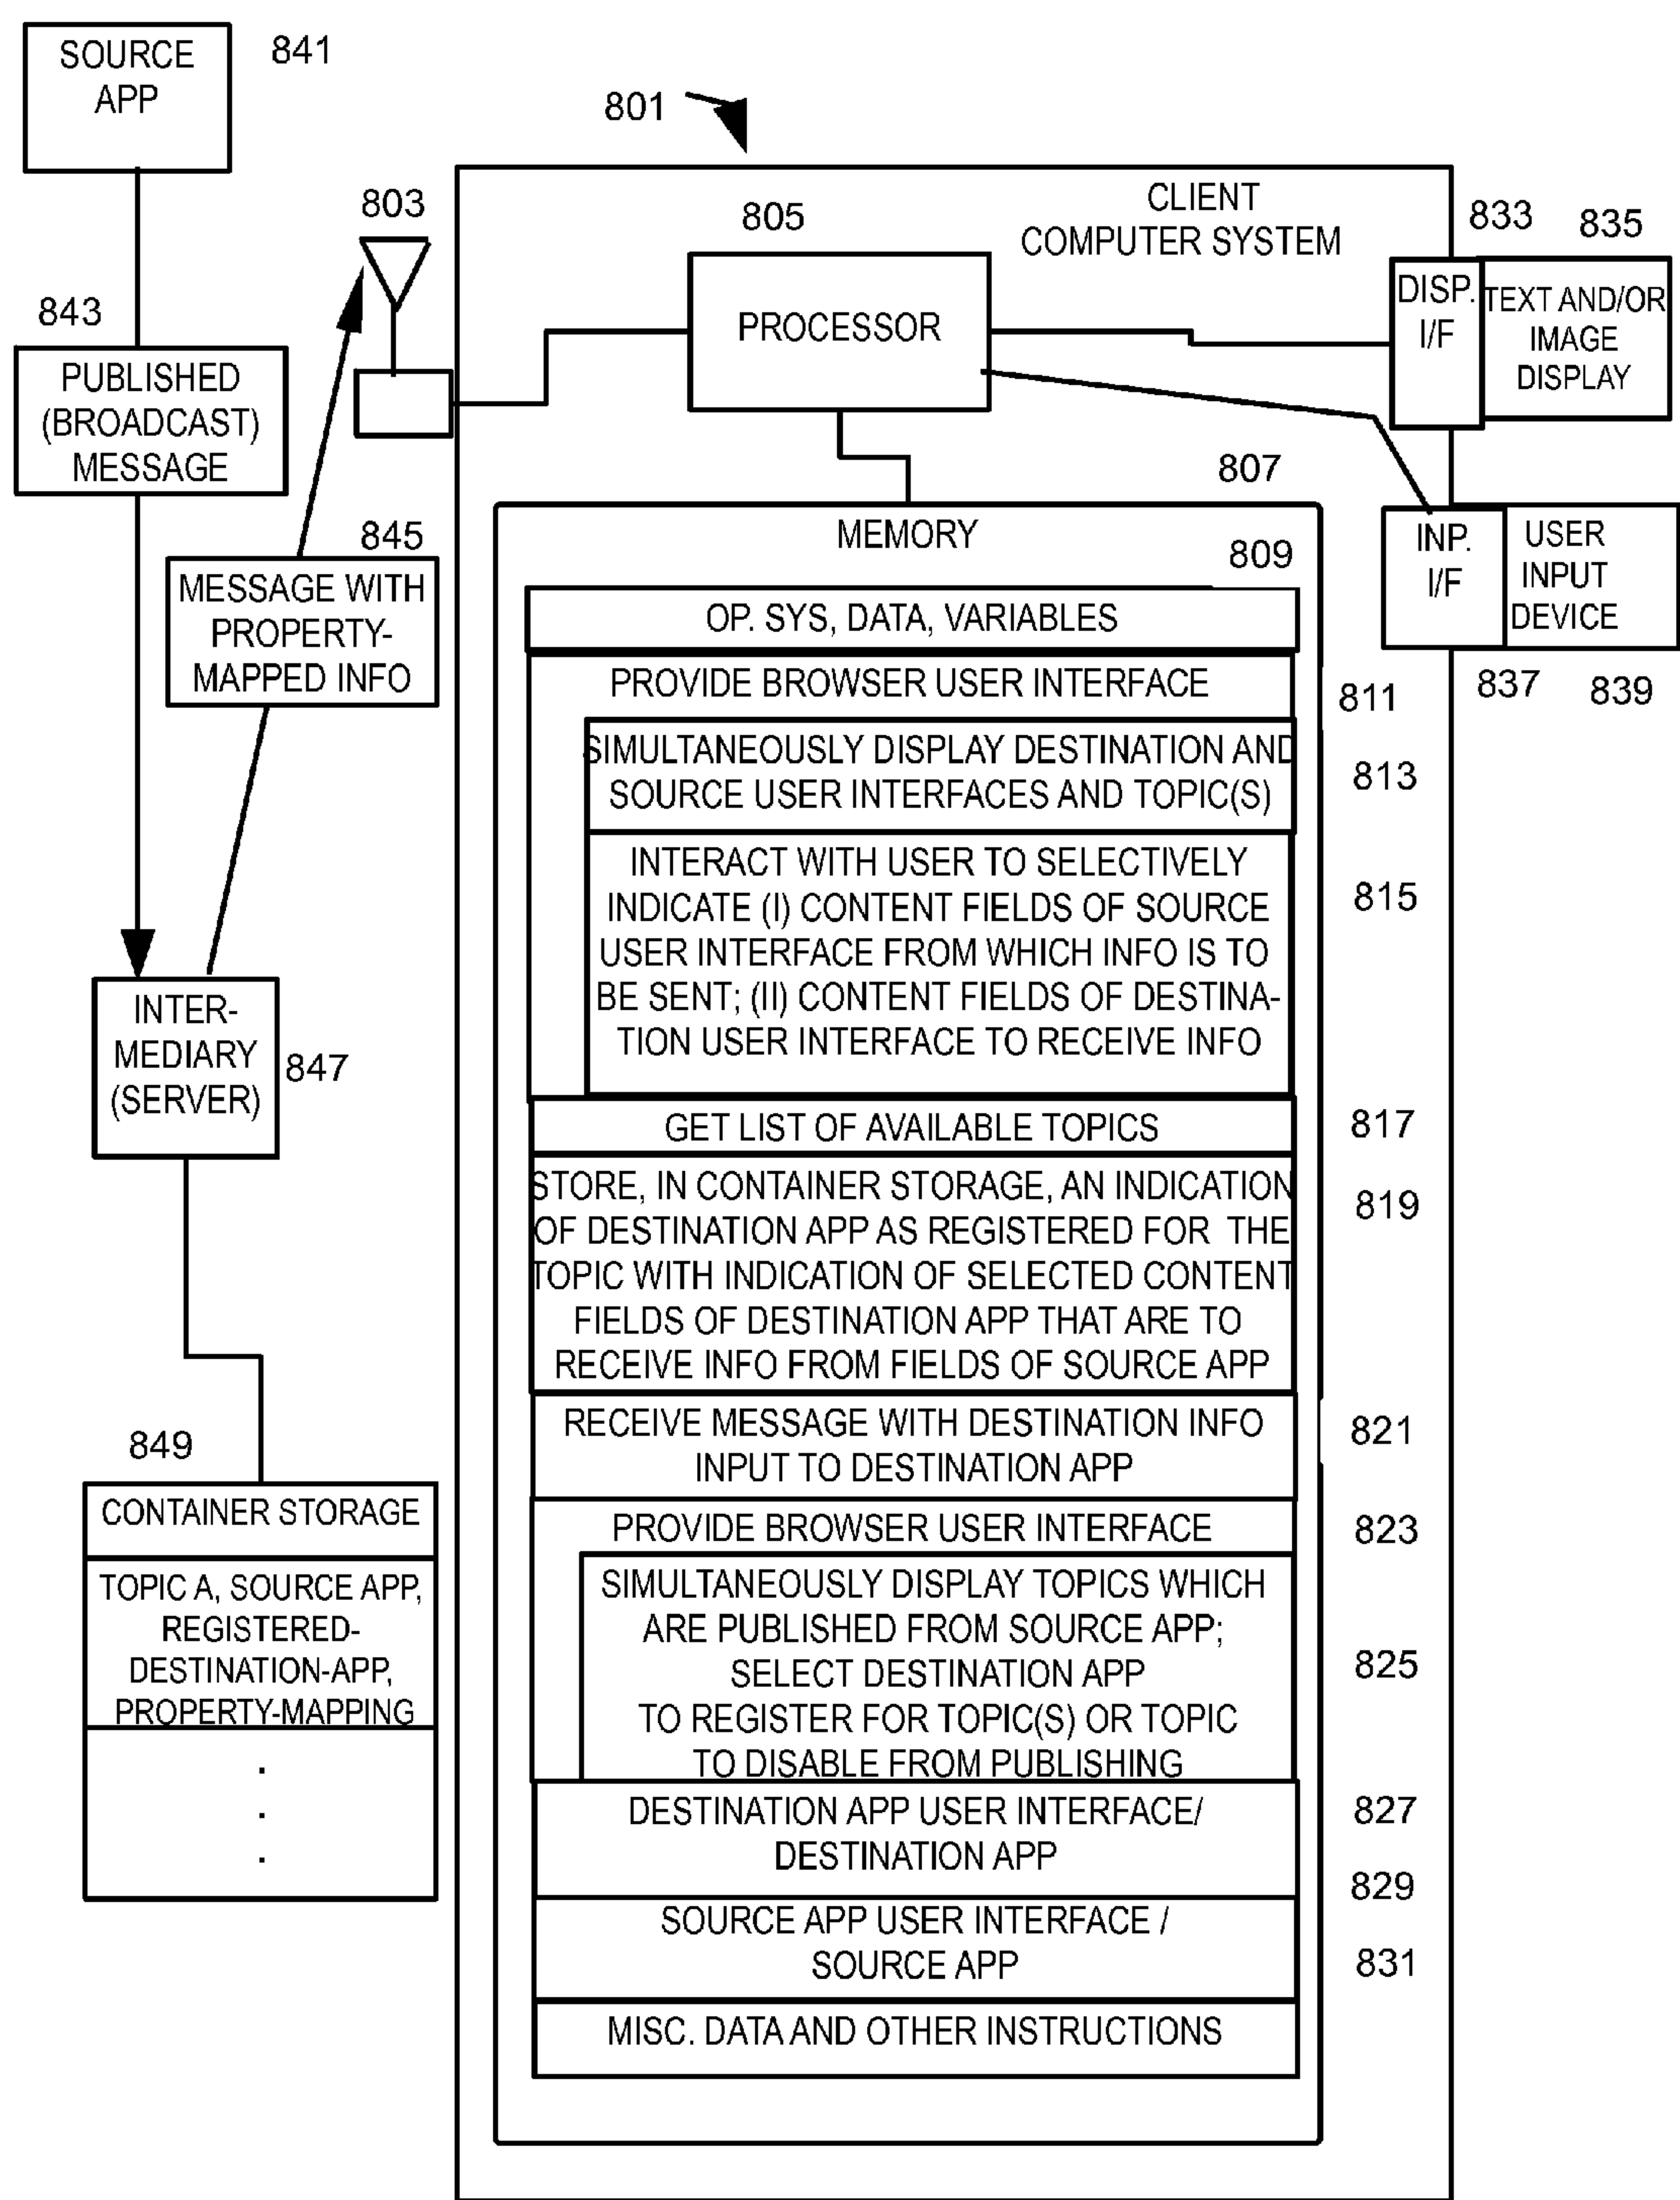 SOURCE
APP
841
801
803
805
CLIENT
COMPUTER SYSTEM
833
835
PROCESSOR
DISP.
I/F
TEXT AND/OR
IMAGE
DISPLAY
843
PUBLISHED
(BROADCAST)
MESSAGE
807
MEMORY
809
INP.
I/F
USER
INPUT
DEVICE
837
839
845
MESSAGE WITH
PROPERTY-
MAPPED INFO
OP. SYS, DATA, VARIABLES
PROVIDE BROWSER USER INTERFACE
811
SIMULTANEOUSLY DISPLAY DESTINATION AND
SOURCE USER INTERFACES AND TOPIC(S)
813
INTERACT WITH USER TO SELECTIVELY
INDICATE (I) CONTENT FIELDS OF SOURCE
USER INTERFACE FROM WHICH INFO IS TO
BE SENT; (II) CONTENT FIELDS OF DESTINA-
TION USER INTERFACE TO RECEIVE INFO
815
INTER-
MEDIARY
(SERVER)
847
GET LIST OF AVAILABLE TOPICS
817
STORE, IN CONTAINER STORAGE, AN INDICATION
OF DESTINATION APP AS REGISTERED FOR THE
TOPIC WITH INDICATION OF SELECTED CONTENT
FIELDS OF DESTINATION APP THAT ARE TO
RECEIVE INFO FROM FIELDS OF SOURCE APP
819
RECEIVE MESSAGE WITH DESTINATION INFO
INPUT TO DESTINATION APP
821
849
CONTAINER STORAGE
TOPIC A, SOURCE APP,
REGISTERED-
DESTINATION-APP,
PROPERTY-MAPPING
.
.
.
PROVIDE BROWSER USER INTERFACE
823
SIMULTANEOUSLY DISPLAY TOPICS WHICH
ARE PUBLISHED FROM SOURCE APP;
SELECT DESTINATION APP
TO REGISTER FOR TOPIC(S) OR TOPIC
TO DISABLE FROM PUBLISHING
825
DESTINATION APP USER INTERFACE/
DESTINATION APP
827
829
SOURCE APP USER INTERFACE /
SOURCE APP
831
MISC. DATA AND OTHER INSTRUCTIONS